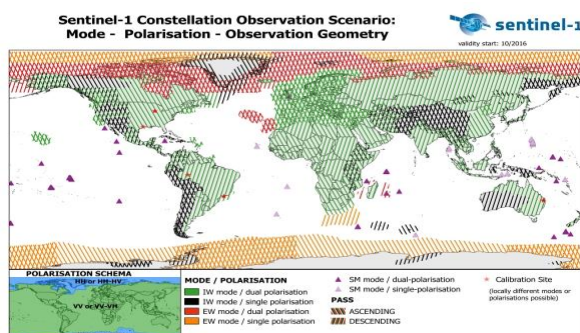 Sentinel-1 Constellation Observation Scenario:
Mode - Polarisation - Observation Geometry
sentinel-1
validity start: 10/2016
POLARISATION SCHEMA
HH or HH-HV
VV or VV-VH
MODE / POLARISATION
IW mode / dual polarisation
IW mode / single polarisation
EW mode / dual polarisation
EW mode / single polarisation
SM mode / dual-polarisation
SM mode / single-polarisation
PASS
ASCENDING
DESCENDING
Calibration Site
(locally different modes or
polarisations possible)